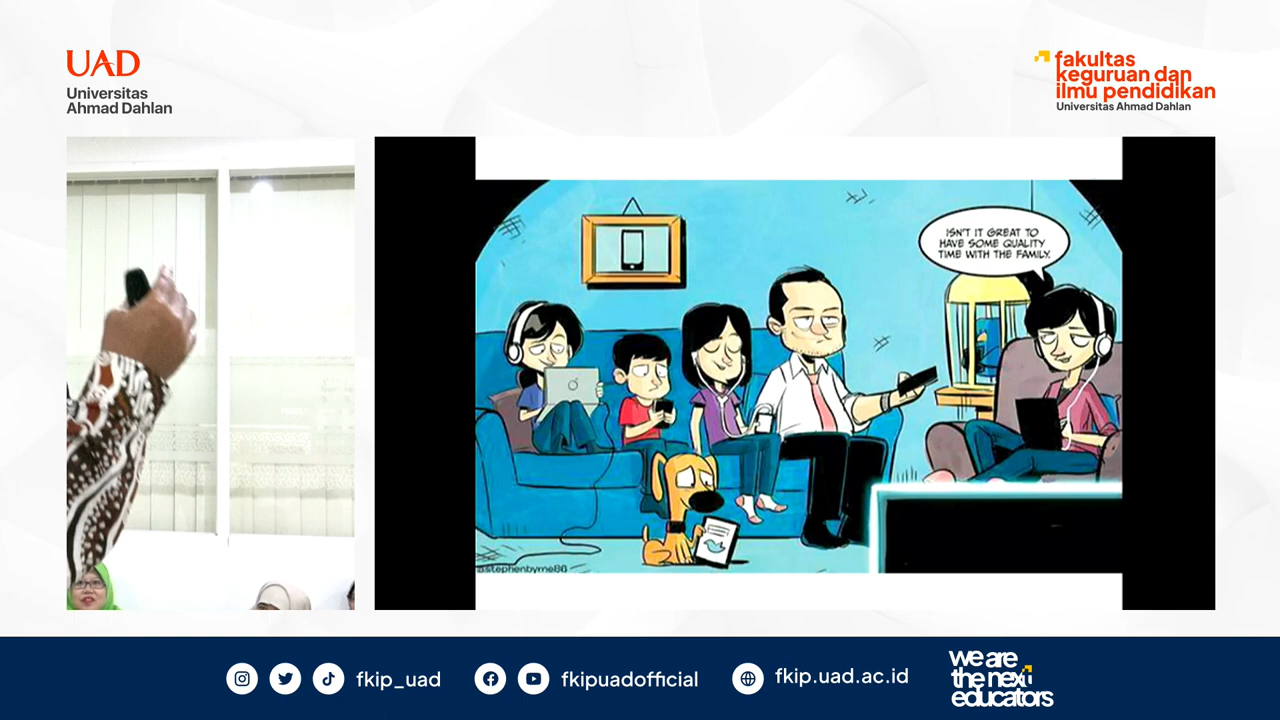 UAD
Universitas
Ahmad Dahlan
fakultas
keguruan dan
ilmu pendidikan
Universitas Ahmad Dahlan
ISN'T IT GREAT TO
HAVE SOME QUALITY
TIME WITH THE FAMILY.
@stephenbyrne86
fkip_uad
fkipuadofficial
fkip.uad.ac.id
we are
the next
educators